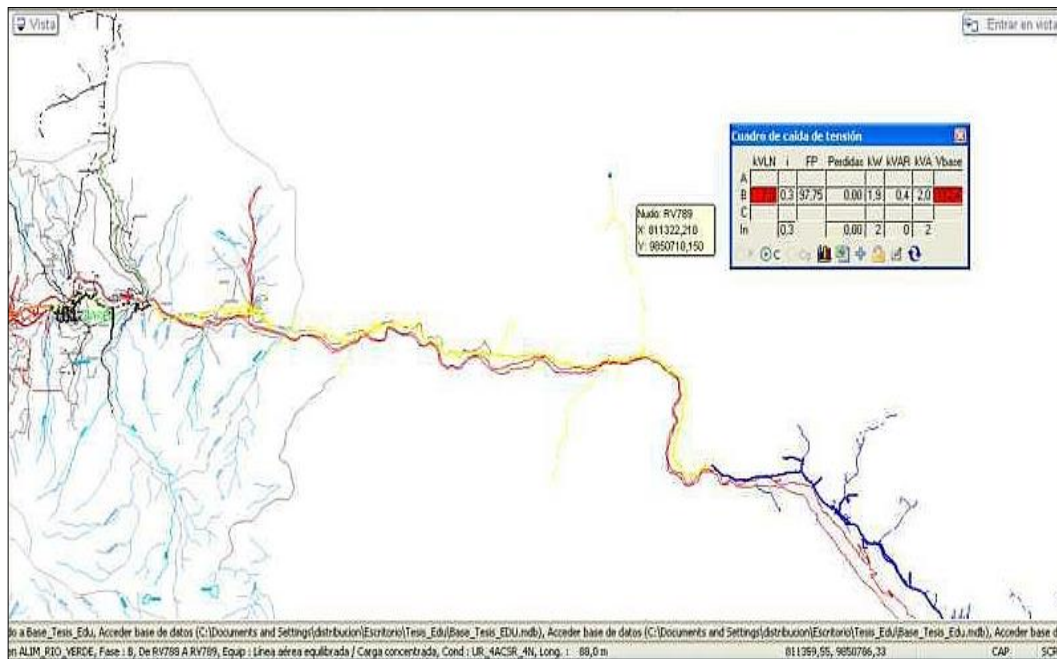 Vista
Entrar en vista
Cuadro de caída de tensión
kVLN i FP Perdidas kW kVAR kVA Vbase
A
B 0,3 97,75 0,00 1,9 0,4 2,0
C
In 0,3 0,00 2 0 2
C
Nudo: RV789
X: 811322,210
Y: 9850710,150
do a Base_Tesis_Edu, Acceder base de datos (C:\Documents and Settings\distribucion\Escritorio\Tesis_Edu\Base_Tesis_EDU.mdb), Acceder base de datos (C:\Documents and Settings\distribucion\Escritorio\Tesis_Edu\Base_Tesis_Edu.mdb), Acceder base de
en ALIM_RIO_VERDE, Fase : B, De RV788 A RV789, Equip : Línea aérea equilibrada / Carga concentrada, Cond : UR_4ACSR_4N, Long. : 88,0 m 811359,55, 9850786,33 CAP SCR